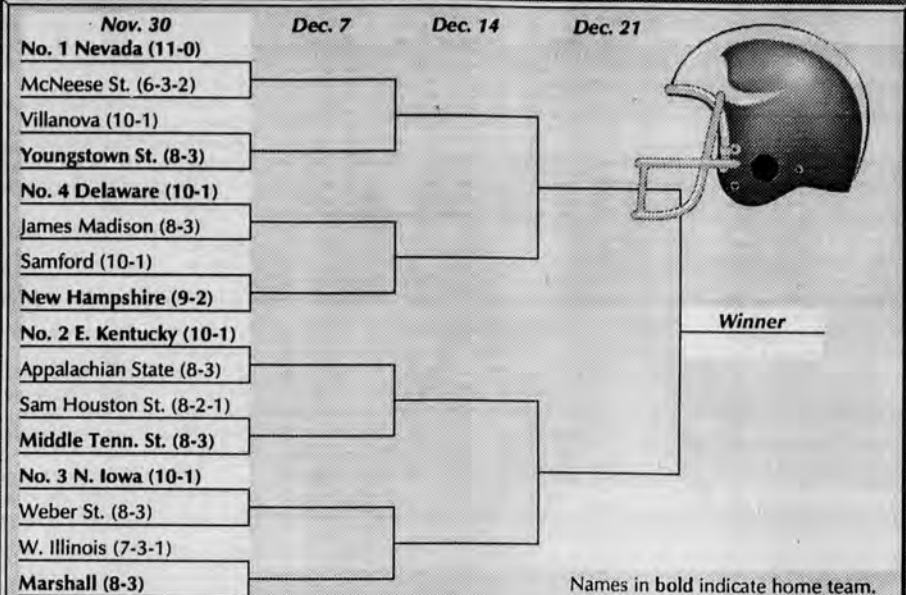 Nov. 30 Dec. 7 Dec. 14 Dec. 21
No. 1 Nevada (11-0)
McNeese St. (6-3-2)
Villanova (10-1)
Youngstown St. (8-3)
No. 4 Delaware (10-1)
James Madison (8-3)
Samford (10-1)
New Hampshire (9-2)
No. 2 E. Kentucky (10-1)
Winner
Appalachian State (8-3)
Sam Houston St. (8-2-1)
Middle Tenn. St. (8-3)
No. 3 N. Iowa (10-1)
Weber St. (8-3)
W. Illinois (7-3-1)
Marshall (8-3)
Names in bold indicate home team.